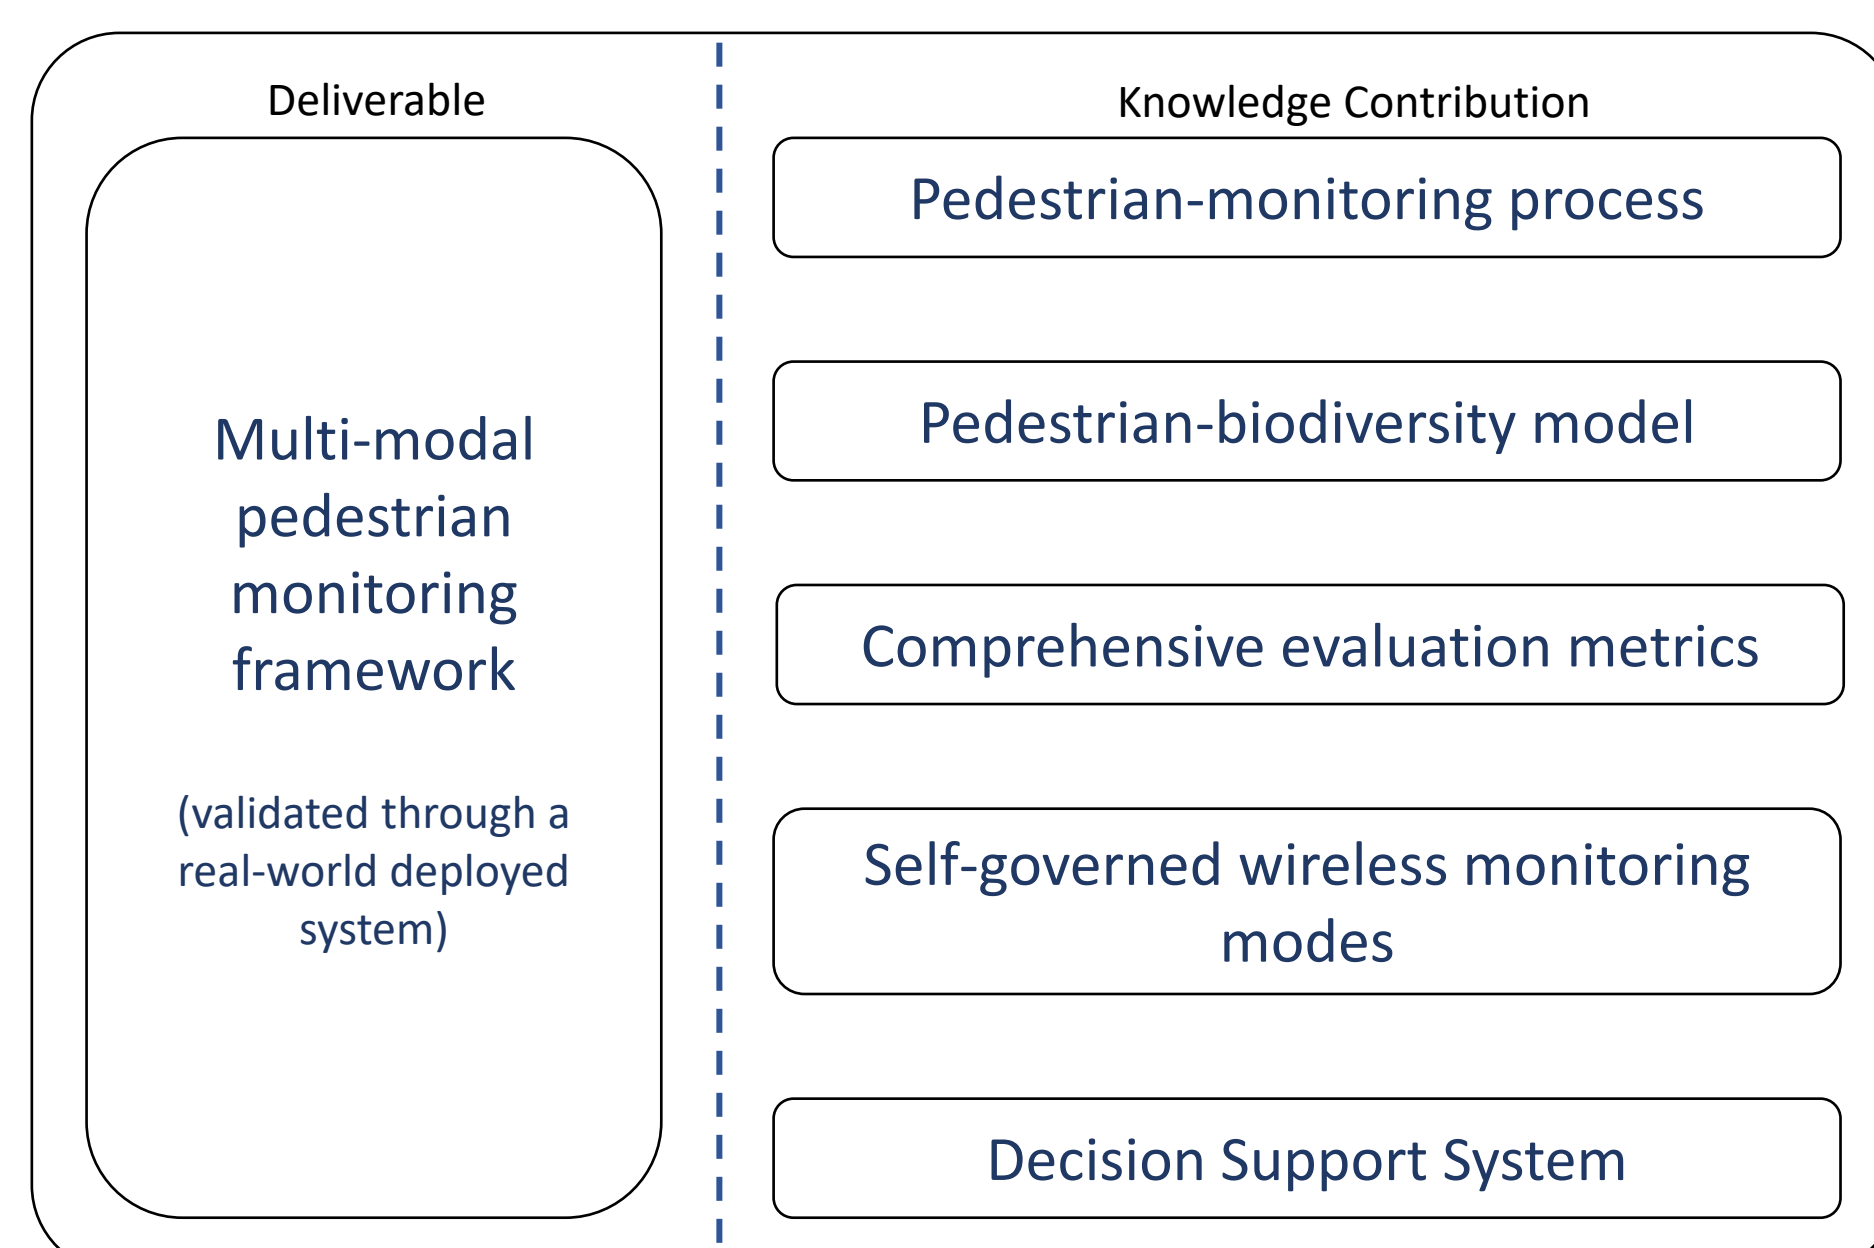 Deliverable
Multi-modal
pedestrian
monitoring
framework
(validated through a
real-world deployed
system)
Knowledge Contribution
Pedestrian-monitoring process
Pedestrian-biodiversity model
Comprehensive evaluation metrics
Self-governed wireless monitoring
modes
Decision Support System